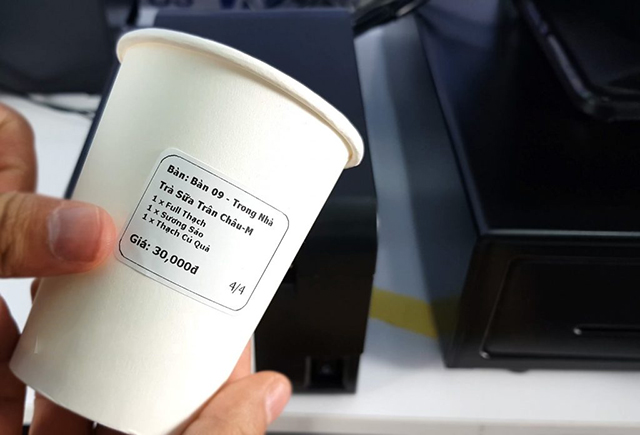 Bàn: Bàn 09 - Trong Nhà
Trà Sữa Trân Châu-M
1 x Full Thạch
1 x Sương Sáo
1 x Thạch Củ Quả
Giá: 30,000đ
4/4